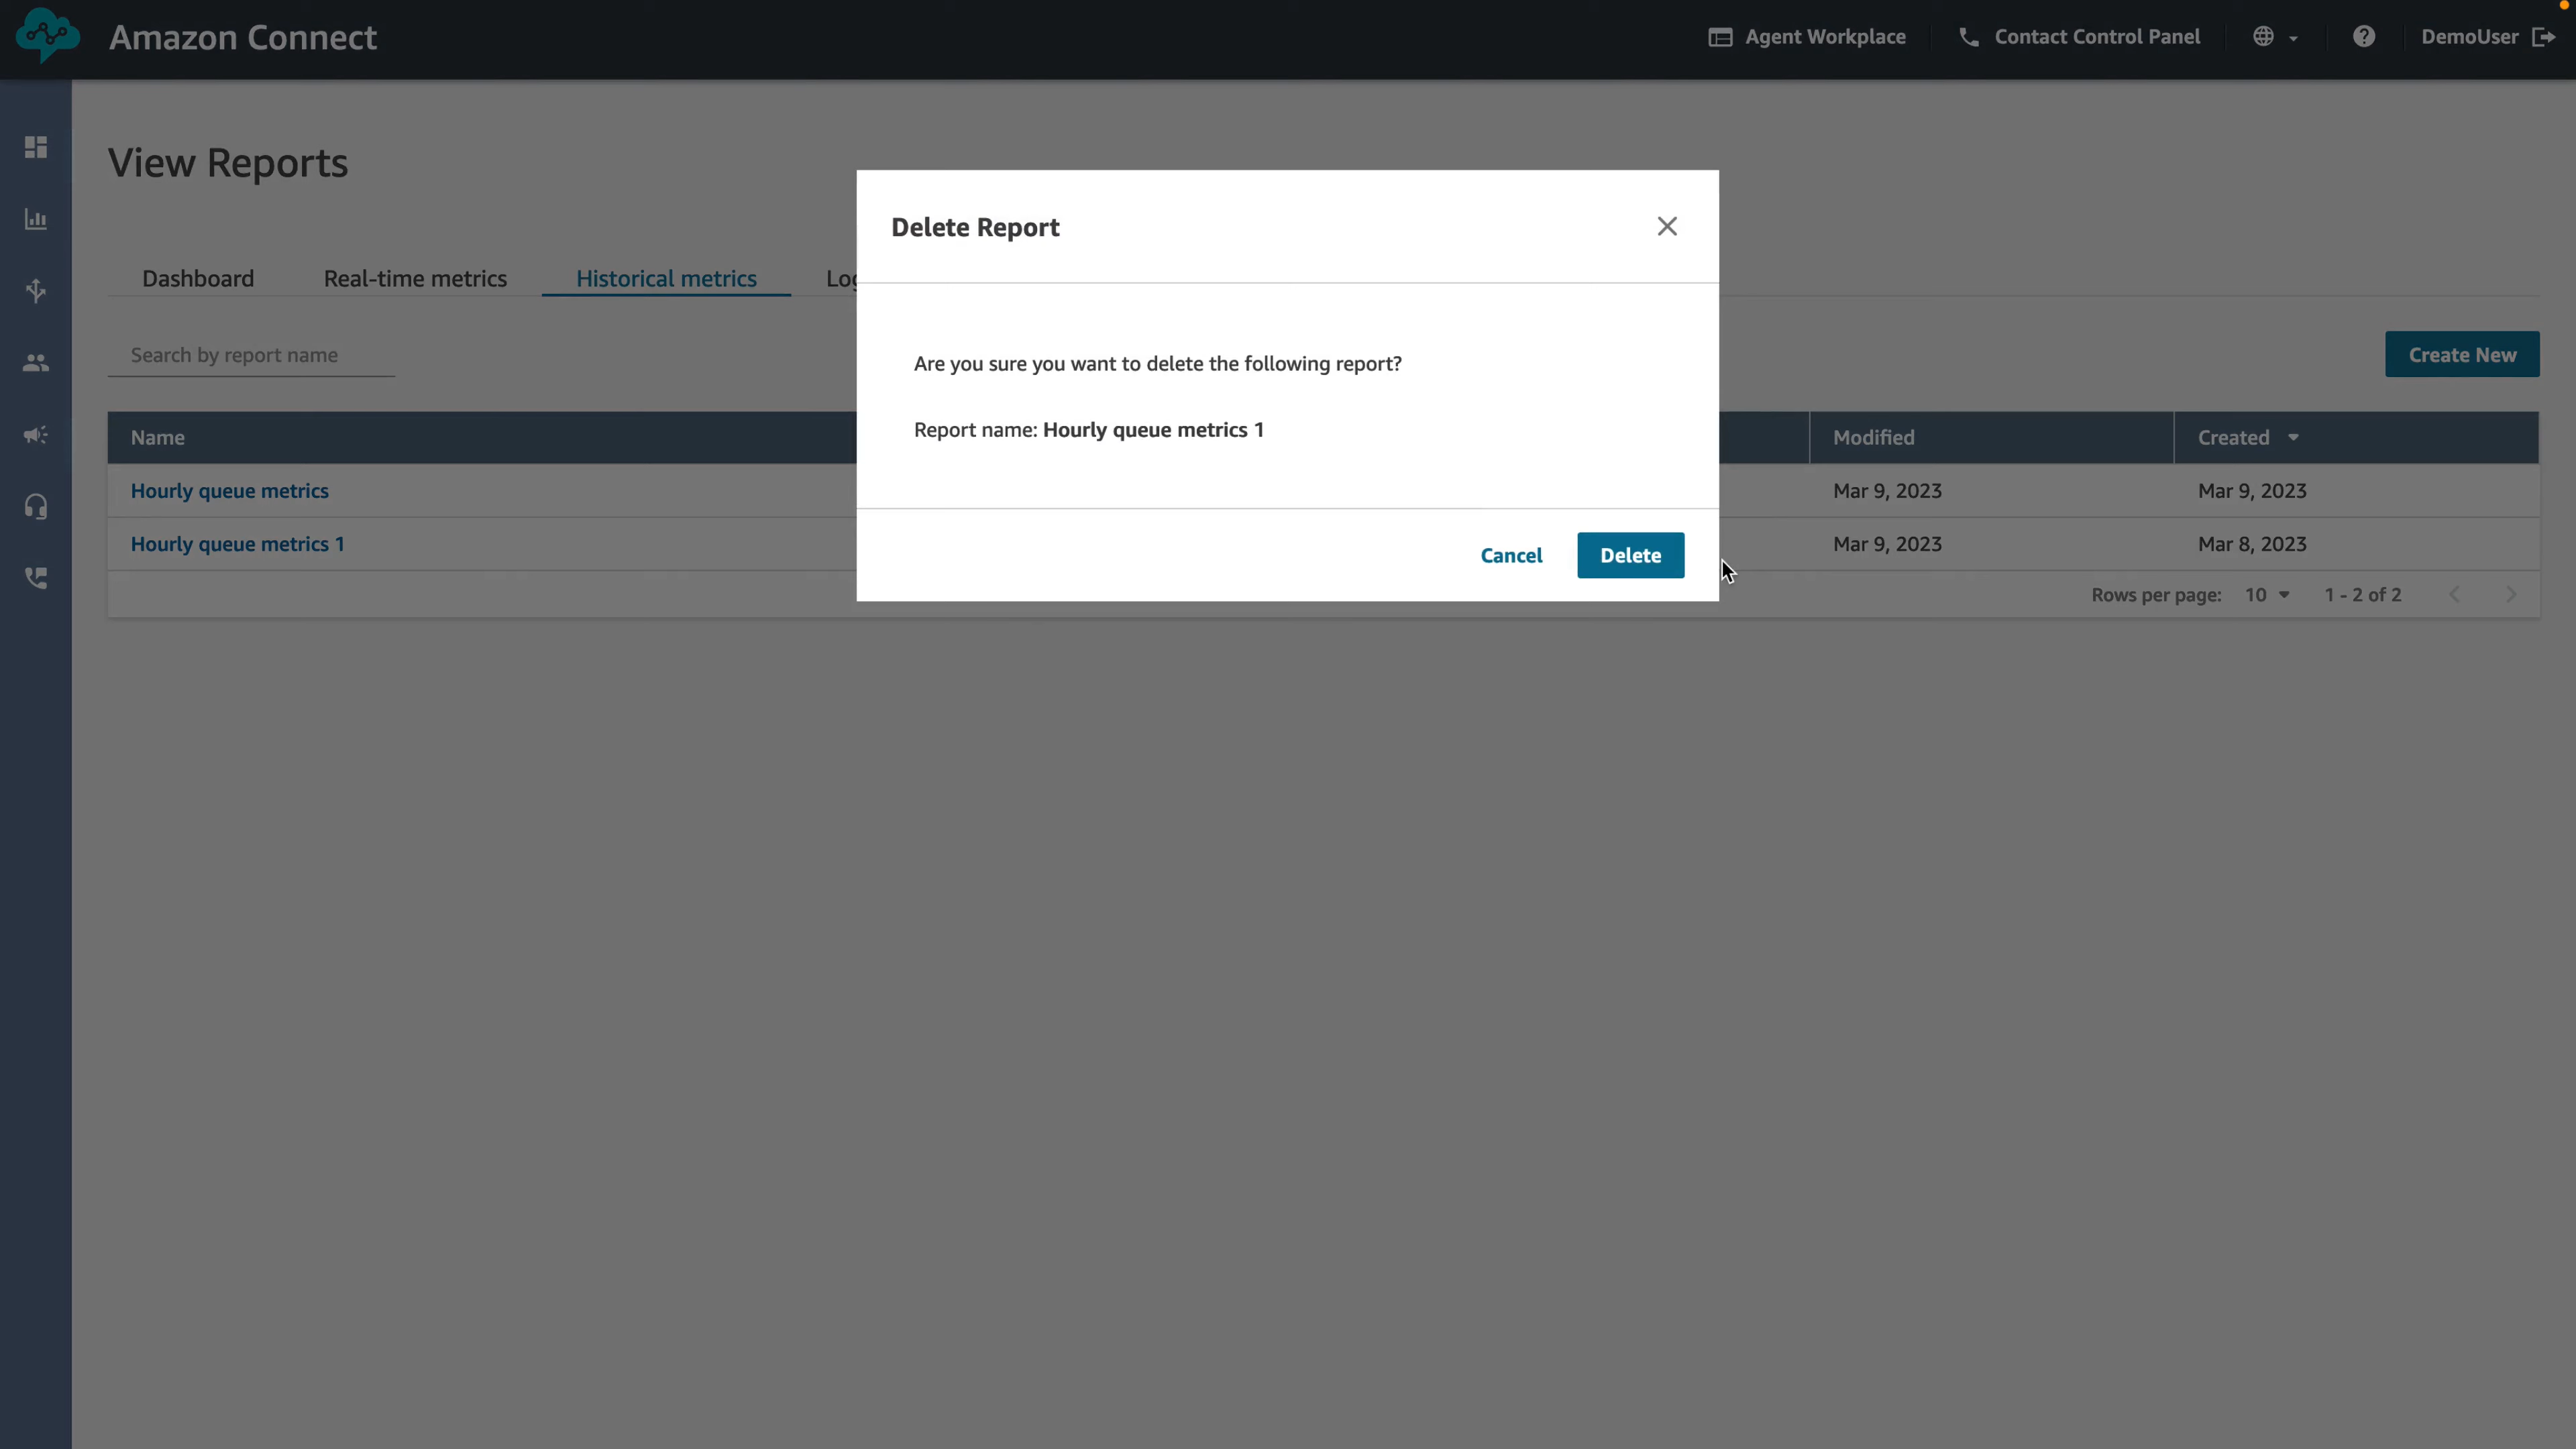 Amazon Connect
Agent Workplace
Contact Control Panel
DemoUser
View Reports
Delete Report
Dashboard
Real-time metrics
Historical metrics
Search by report name
Create New
Are you sure you want to delete the following report?
Report name: Hourly queue metrics 1
Name
Modified
Created
Hourly queue metrics
Mar 9, 2023
Mar 9, 2023
Hourly queue metrics 1
Mar 9, 2023
Mar 8, 2023
Cancel
Delete
Rows per page: 10
1 - 2 of 2